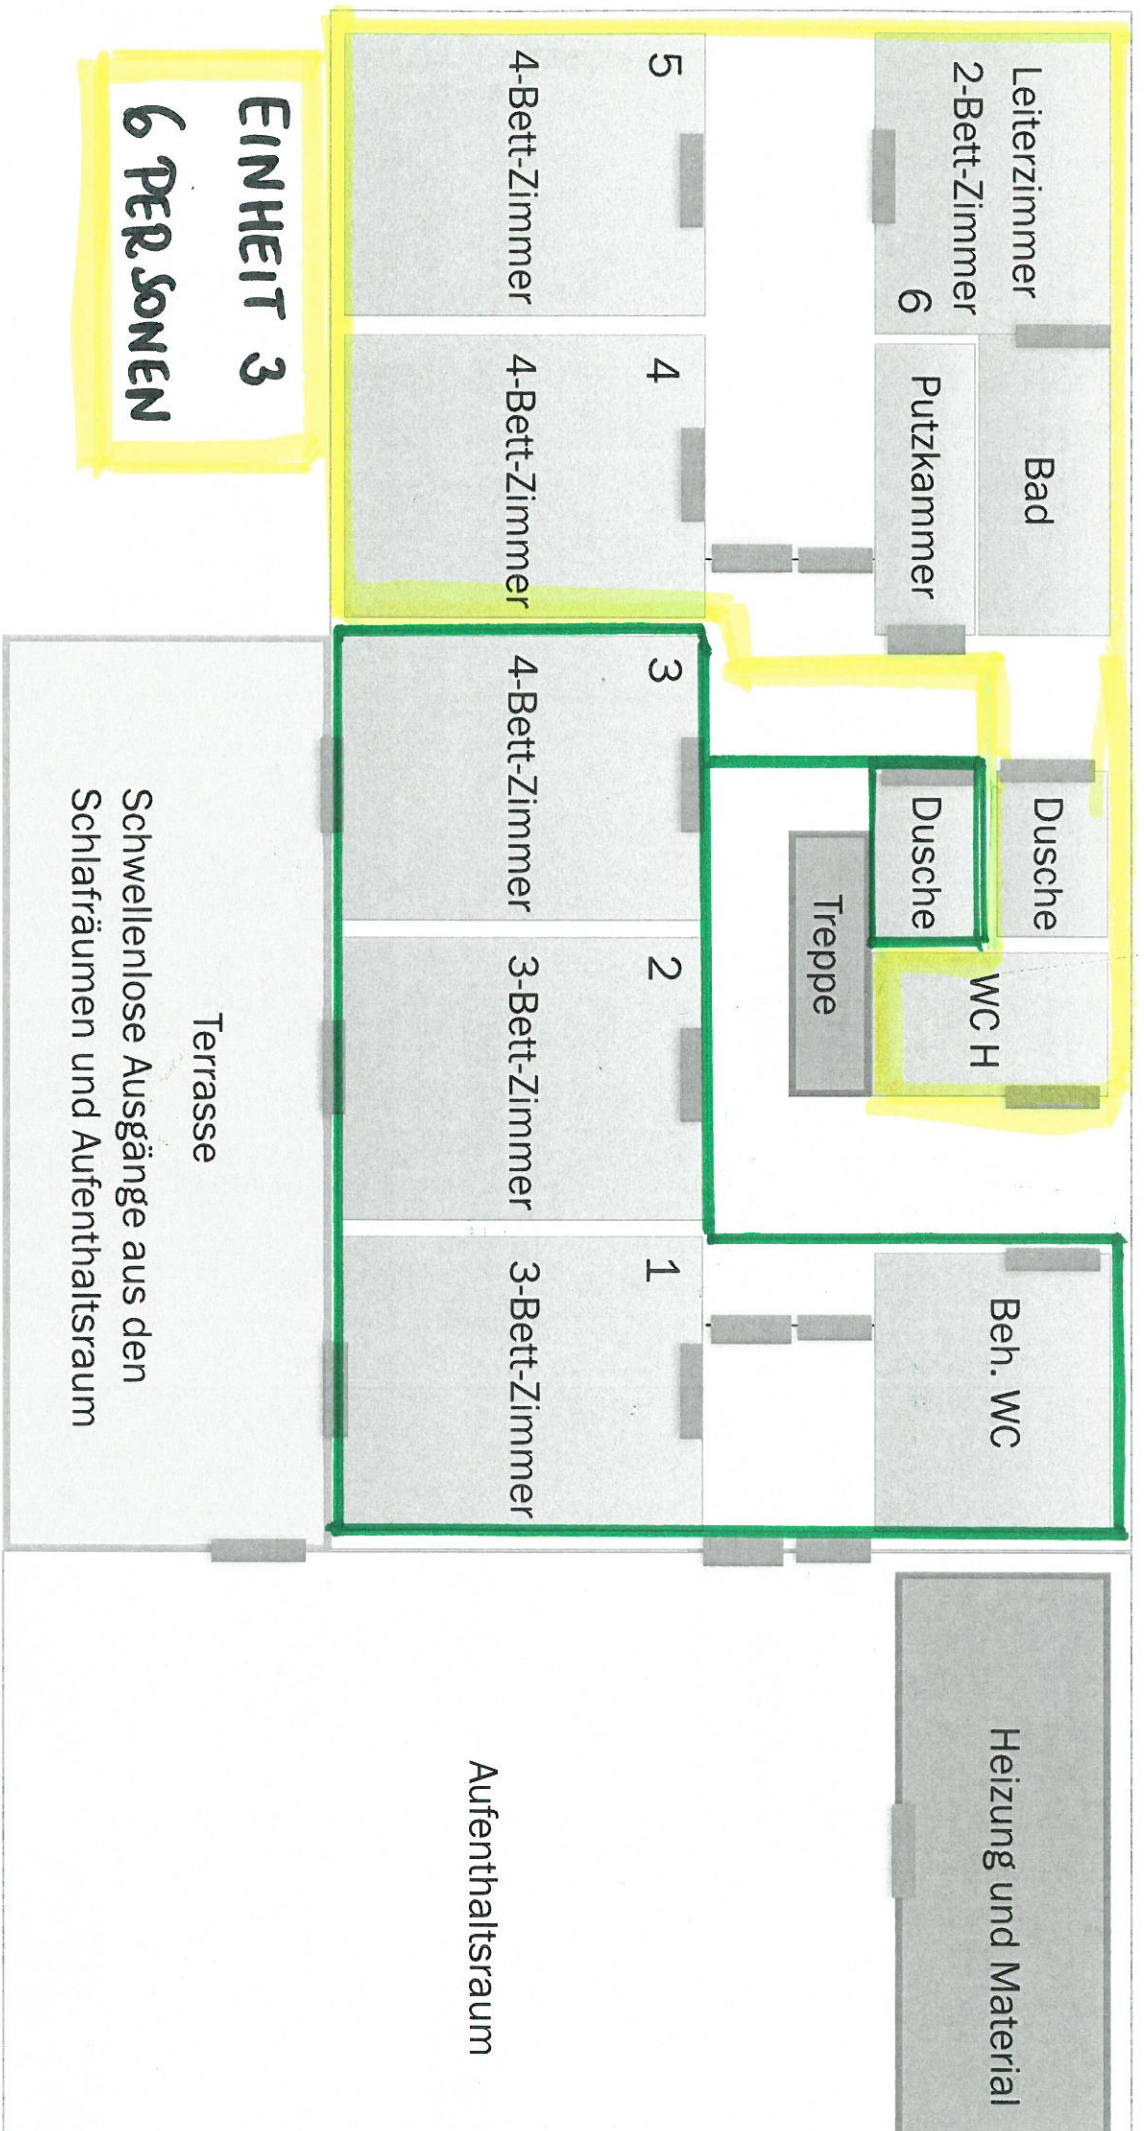 Leiterzimmer
2-Bett-Zimmer
6
Bad
Putzkammer
Dusche
Dusche
WC H
Treppe
Beh. WC
Heizung und Material
5
4-Bett-Zimmer
4
4-Bett-Zimmer
3
4-Bett-Zimmer
2
3-Bett-Zimmer
1
3-Bett-Zimmer
Aufenthaltsraum
EINHEIT 3
6 PERSONEN
Terrasse
Schwellenlose Ausgänge aus den
Schlafräumen und Aufenthaltsraum